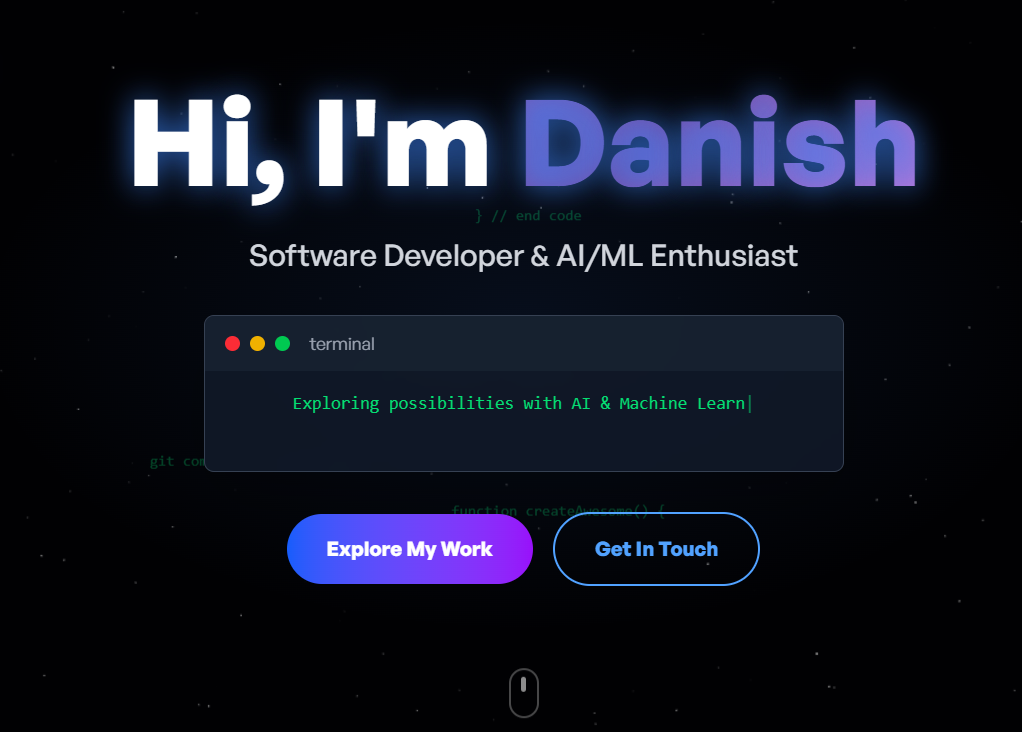 Hi, I'm Danish
} // end code
Software Developer & AI/ML Enthusiast
terminal
Exploring possibilities with AI & Machine Learn
git com
function createAwesome() {
Explore My Work
Get In Touch